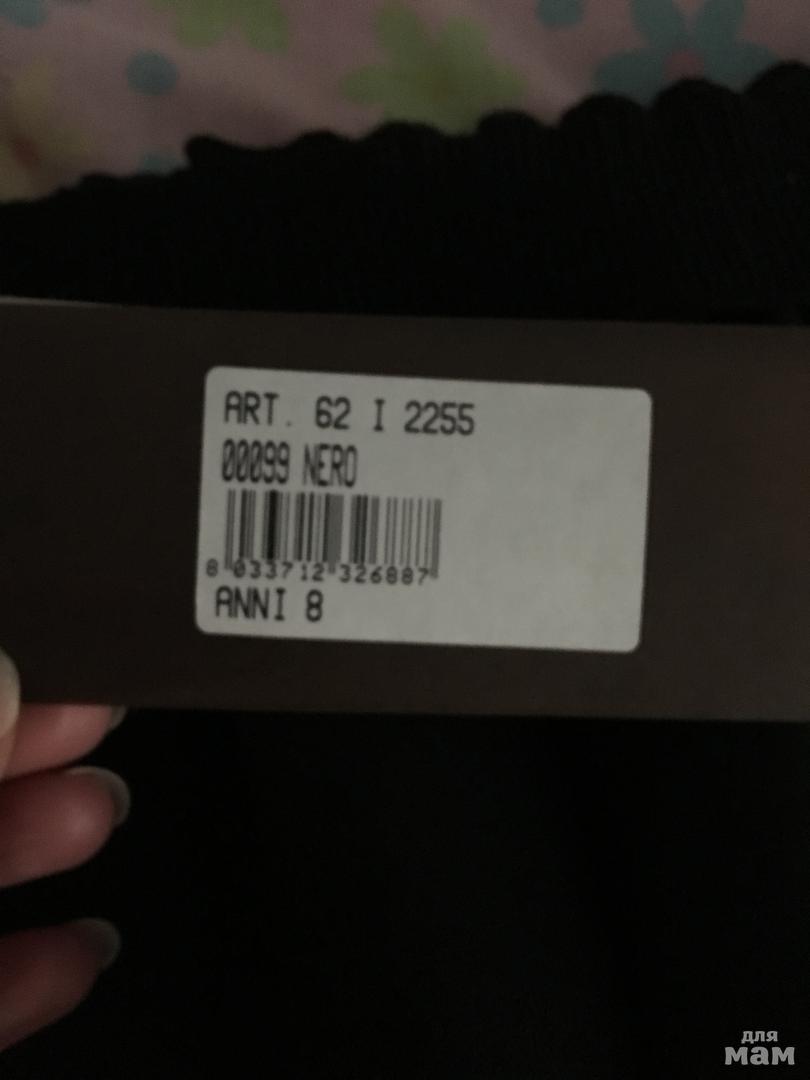 ART. 62 I 2255
00099 NERO
8 033712 326887
ANNI 8
для
мам